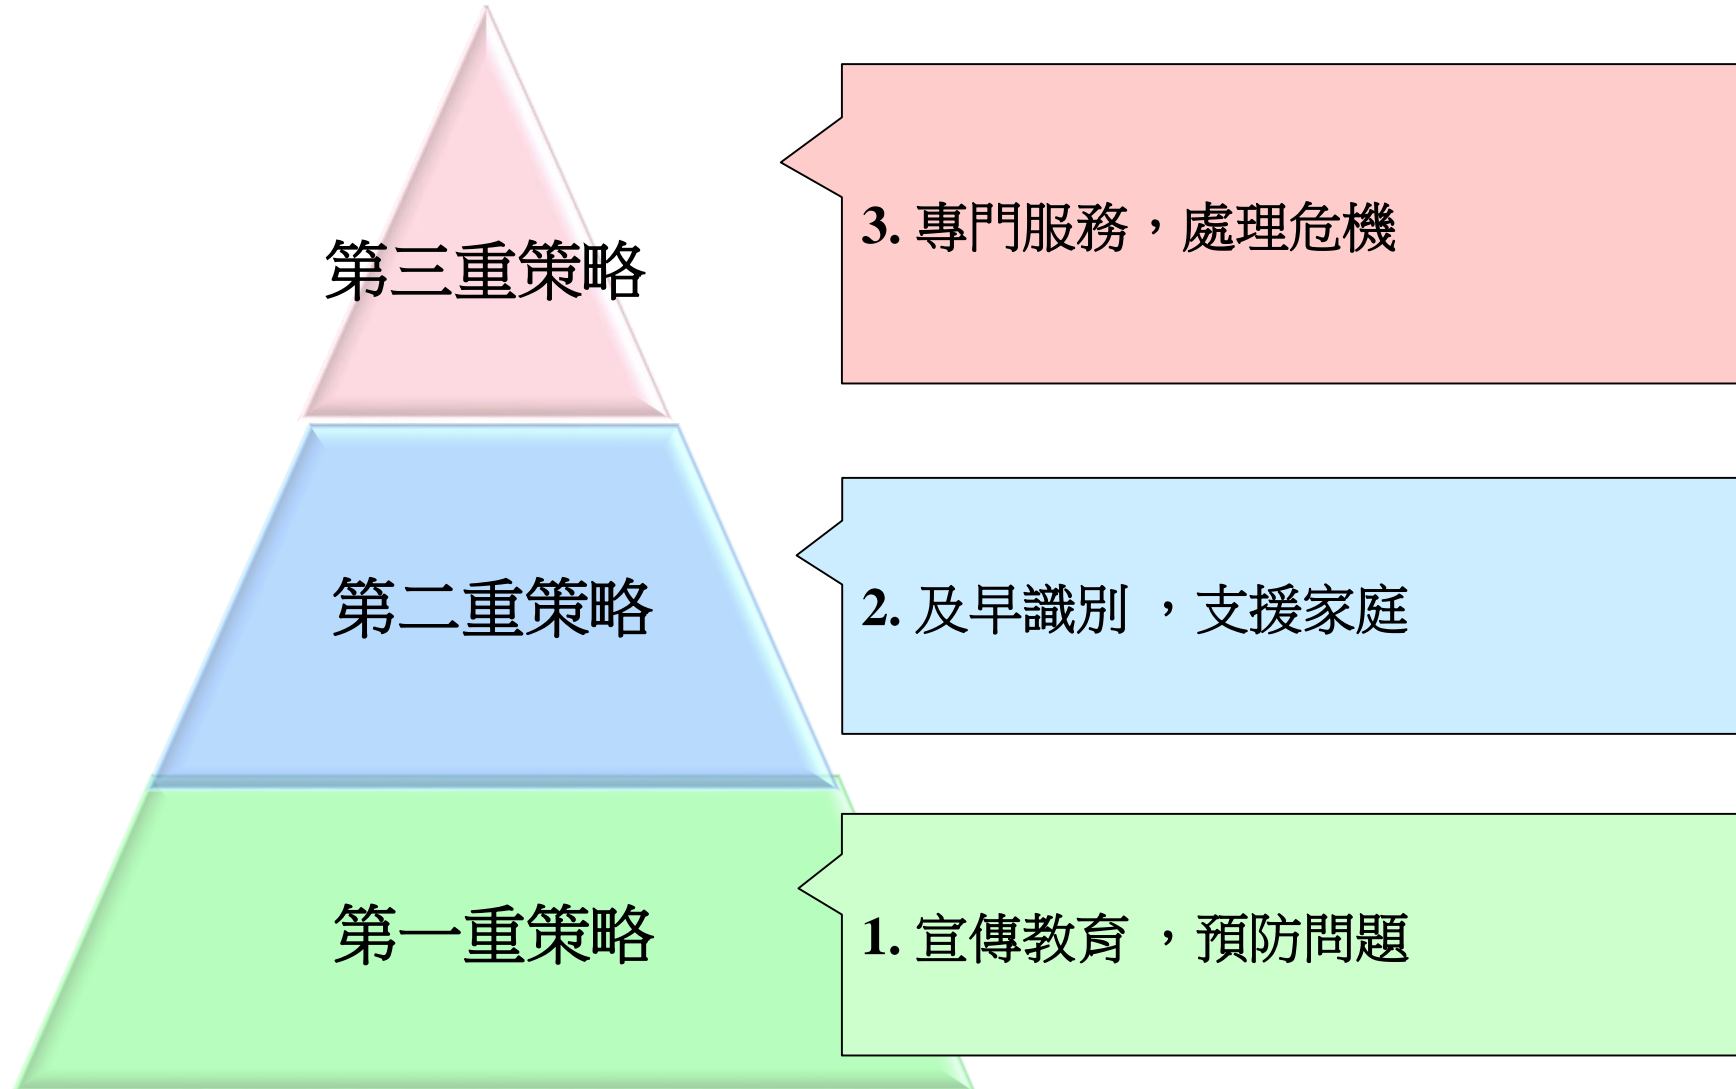 第三重策略
3. 專門服務，處理危機
第二重策略
2. 及早識別 ，支援家庭
第一重策略
1. 宣傳教育 ，預防問題